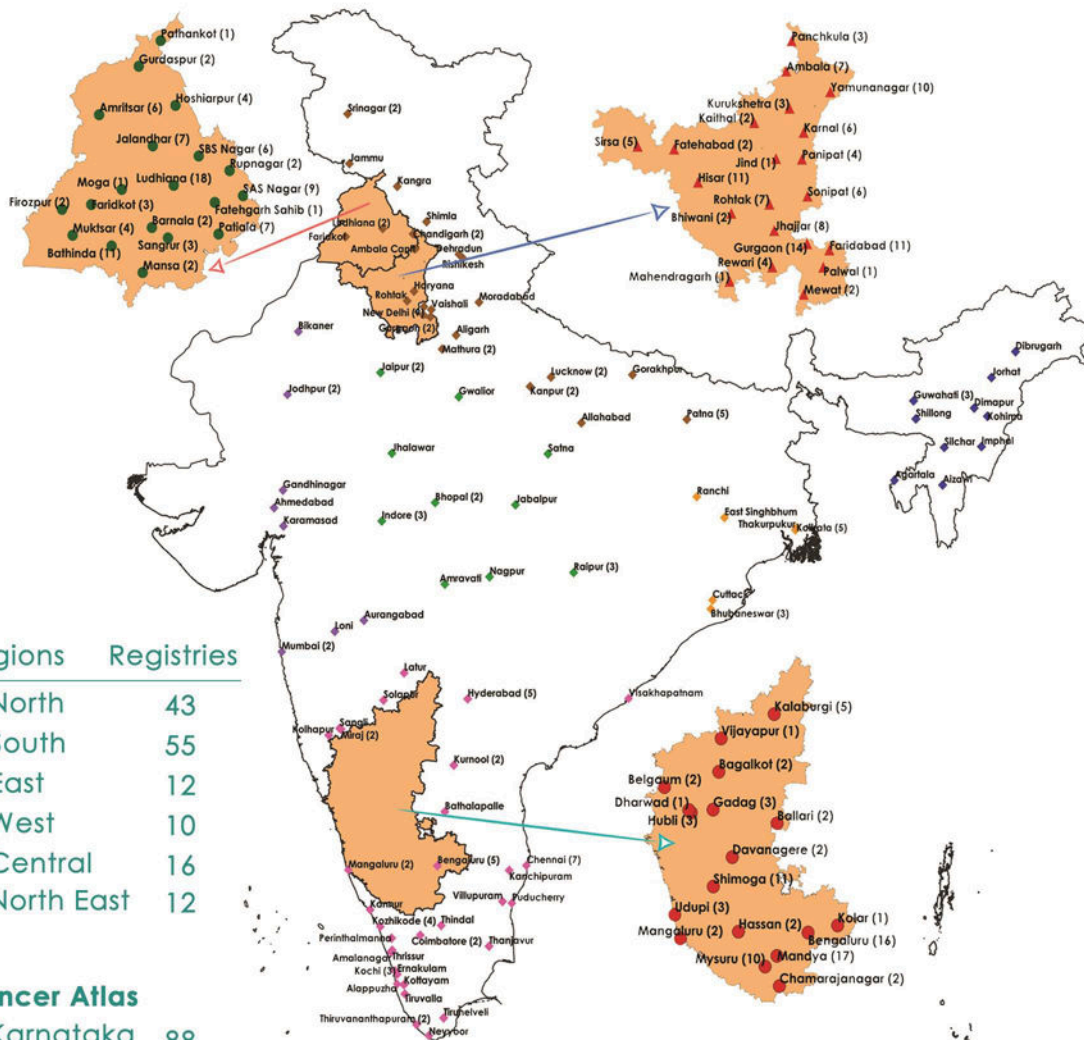 Pathankot (1)
Gurdaspur (2)
Hoshiarpur (4)
Amritsar (6)
Jalandhar (7)
SBS Nagar (6)
Rupnagar (2)
Moga (1)
Ludhiana (18)
SAS Nagar (9)
Firozpur (2)
Faridkot (3)
Fatehgarh Sahib (1)
Muktsar (4)
Barnala (2)
Patiala (7)
Sangrur (3)
Bathinda (11)
Mansa (2)
Panchkula (3)
Ambala (7)
Yamunanagar (10)
Kurukshetra (3)
Kaithal (2)
Karnal (6)
Sirsa (5)
Fatehabad (2)
Jind (1)
Panipat (4)
Hisar (11)
Sonipat (6)
Rohtak (7)
Bhiwani (2)
Jhajjar (8)
Gurgaon (14)
Faridabad (11)
Rewari (4)
Palwal (1)
Mahendragarh (1)
Mewat (2)
Srinagar (2)
Jammu
Kangra
Shimla
Ludhiana (2)
Chandigarh (2)
Faridkot
Ambala Cantt
Dehradun
Rishikesh
Haryana
Rohtak
Vaishali
Moradabad
New Delhi (9)
Gurgaon (2)
Aligarh
Mathura (2)
Bikaner
Jaipur (2)
Lucknow (2)
Gorakhpur
Jodhpur (2)
Gwalior
Kanpur (2)
Allahabad
Patna (5)
Jhalawar
Satna
Gandhinagar
Bhopal (2)
Jabalpur
Ranchi
Ahmedabad
Indore (3)
East Singhbhum
Karamasad
Thakurpukur
Kolkata (5)
Nagpur
Raipur (3)
Amravati
Cuttack
Bhubaneswar (3)
Dibrugarh
Jorhat
Guwahati (3)
Dimapur
Shillong
Kohima
Silchar
Imphal
Agartala
Aizawl
Aurangabad
Loni
Mumbai (2)
Latur
Solapur
Hyderabad (5)
Visakhapatnam
Sangli
Kolhapur
Miraj (2)
Kurnool (2)
Bathalapalle
Mangaluru (2)
Bengaluru (5)
Chennai (7)
Kanchipuram
Villupuram
Puducherry
Kannur
Kozhikode (4)
Thindal
Perinthalmanna
Coimbatore (2)
Thanjavur
Amalanagar
Thrissur
Kochi (3)
Ernakulam
Kottayam
Alappuzha
Tiruvalla
Thiruvananthapuram (2)
Tirunelveli
Neyyoor
Kalaburgi (5)
Vijayapur (1)
Bagalkot (2)
Belgaum (2)
Dharwad (1)
Gadag (3)
Hubli (3)
Ballari (2)
Davanagere (2)
Shimoga (11)
Udupi (3)
Hassan (2)
Kolar (1)
Mangaluru (2)
Bengaluru (16)
Mysuru (10)
Mandya (17)
Chamarajanagar (2)
gions Registries
North 43
South 55
East 12
West 10
Central 16
North East 12
ncer Atlas
Karnataka 88